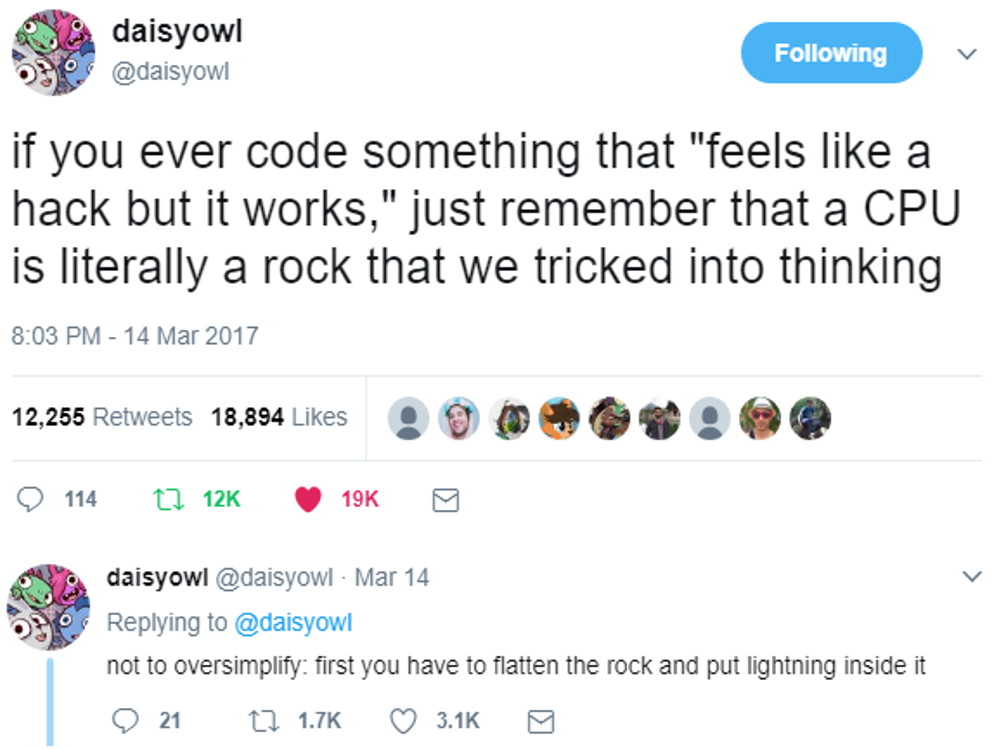 daisyowl
@daisyowl
Following
if you ever code something that "feels like a
hack but it works," just remember that a CPU
is literally a rock that we tricked into thinking
8:03 PM - 14 Mar 2017
12,255 Retweets 18,894 Likes
114 12K 19K
daisyowl @daisyowl · Mar 14
Replying to @daisyowl
not to oversimplify: first you have to flatten the rock and put lightning inside it
21 1.7K 3.1K